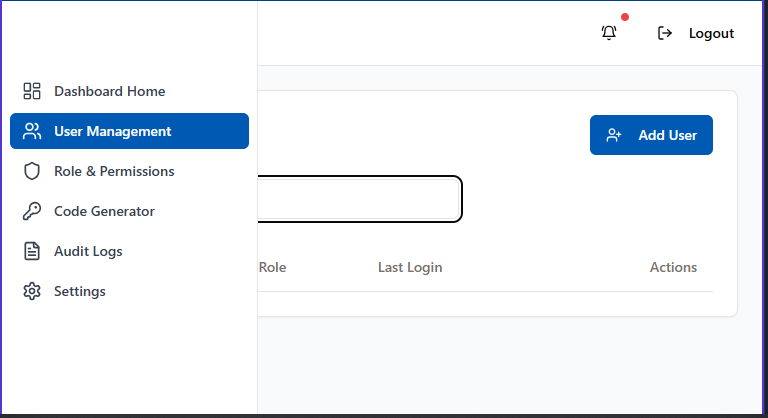 Logout
Dashboard Home
User Management
Add User
Role & Permissions
Code Generator
Audit Logs
Role Last Login Actions
Settings